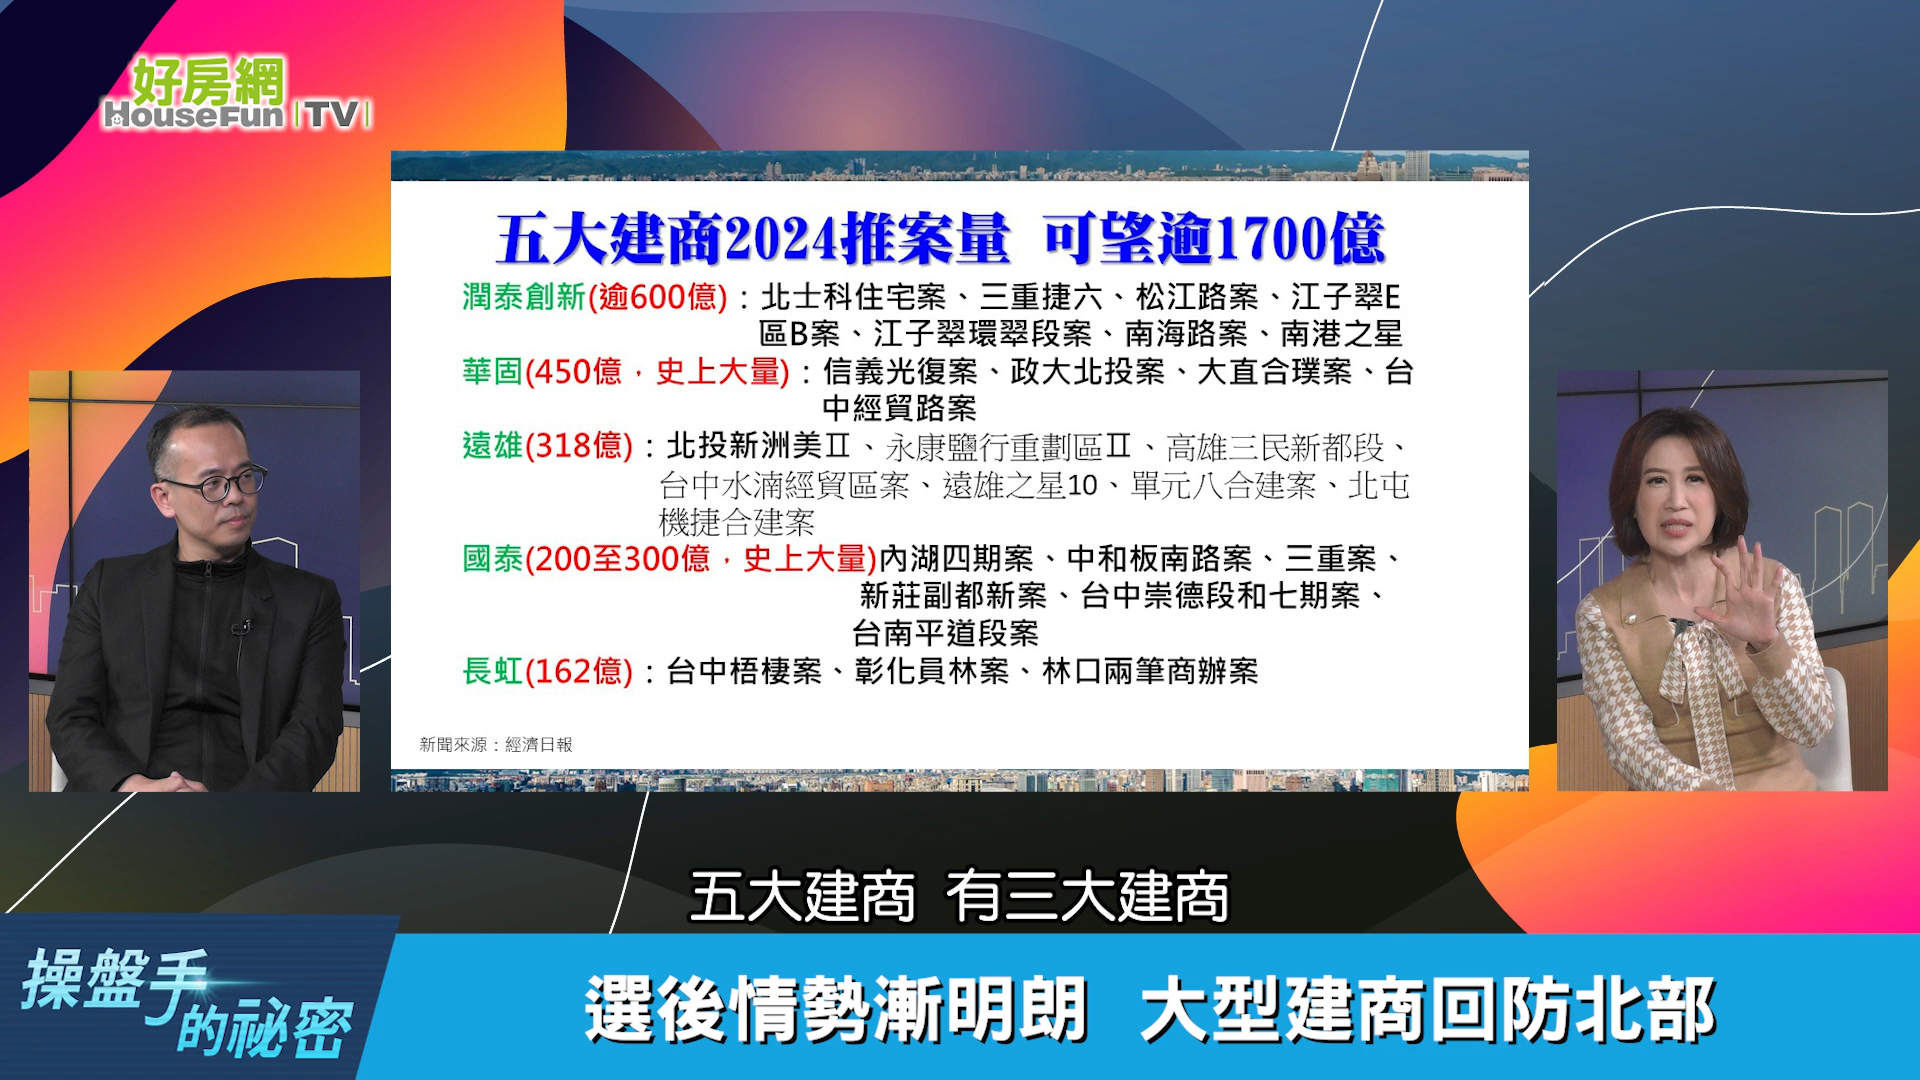 好房網
HouseFun TV
五大建商2024推案量 可望逾1700億
潤泰創新(逾600億)：北士科住宅案、三重捷六、松江路案、江子翠E
區B案、江子翠環翠段案、南海路案、南港之星
華固(450億，史上大量)：信義光復案、政大北投案、大直合璞案、台
中經貿路案
遠雄(318億)：北投新洲美II、永康鹽行重劃區II、高雄三民新都段、
台中水湳經貿區案、遠雄之星10、單元八合建案、北屯
機捷合建案
國泰(200至300億，史上大量)內湖四期案、中和板南路案、三重案、
新莊副都新案、台中崇德段和七期案、
台南平道段案
長虹(162億)：台中梧棲案、彰化員林案、林口兩筆商辦案
新聞來源：經濟日報
五大建商 有三大建商
操盤手
的祕密
選後情勢漸明朗 大型建商回防北部